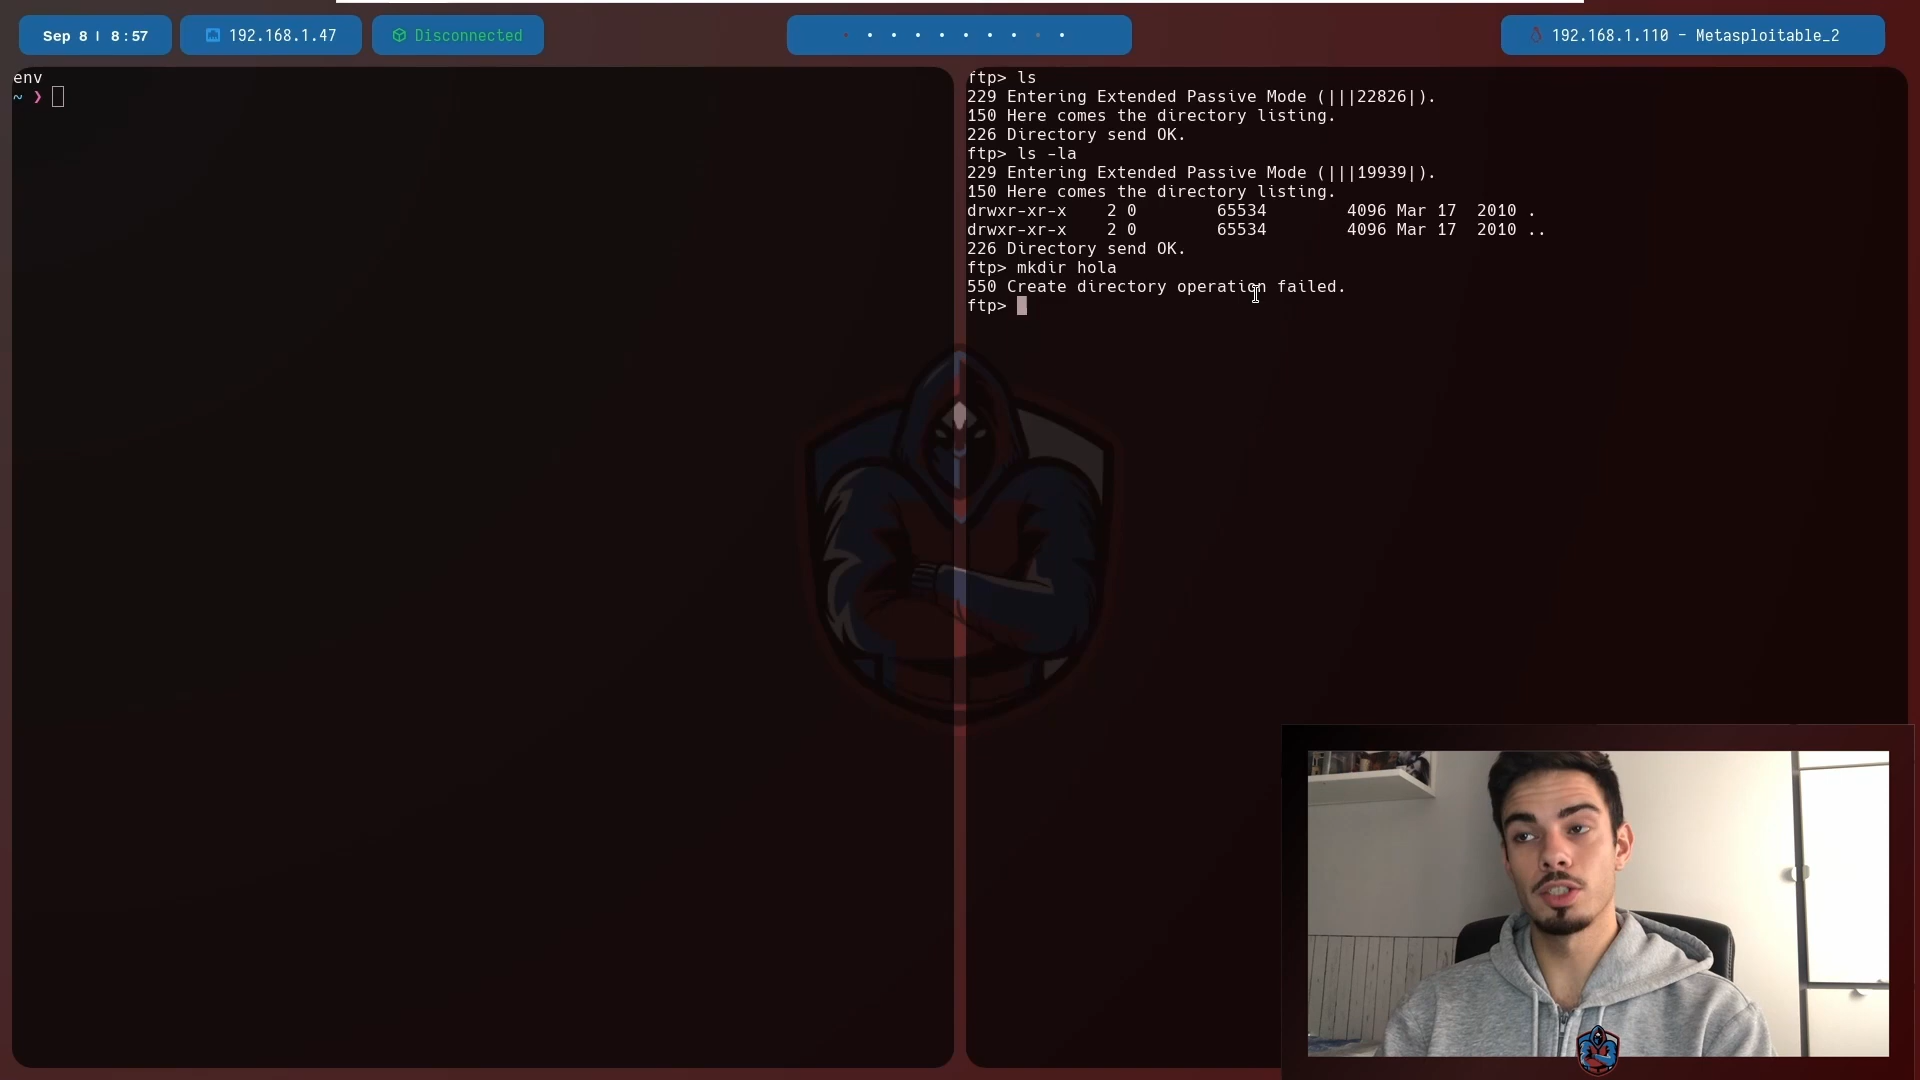 Sep 8 | 8:57
192.168.1.47
Disconnected
192.168.1.110 - Metasploitable_2
env
~ ❯
ftp> ls
229 Entering Extended Passive Mode (|||22826|).
150 Here comes the directory listing.
226 Directory send OK.
ftp> ls -la
229 Entering Extended Passive Mode (|||19939|).
150 Here comes the directory listing.
drwxr-xr-x    2 0        65534        4096 Mar 17  2010 .
drwxr-xr-x    2 0        65534        4096 Mar 17  2010 ..
226 Directory send OK.
ftp> mkdir hola
550 Create directory operation failed.
ftp>